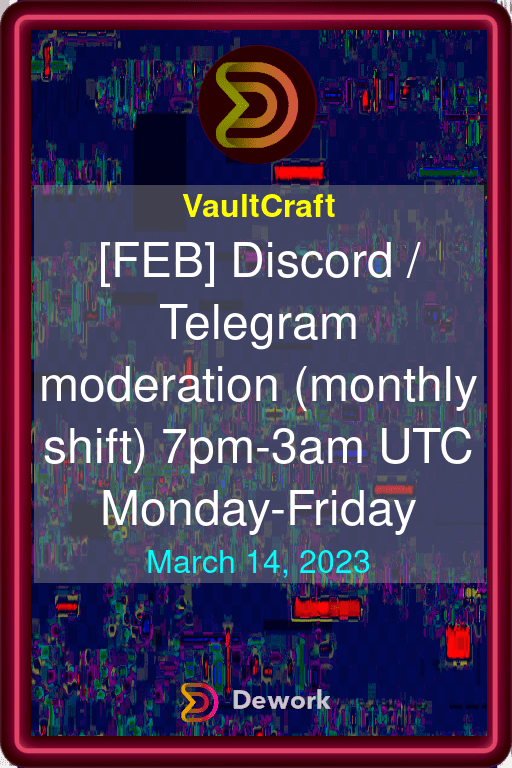 VaultCraft
[FEB] Discord /
Telegram
moderation (monthly
shift) 7pm-3am UTC
Monday-Friday
March 14, 2023
Dework